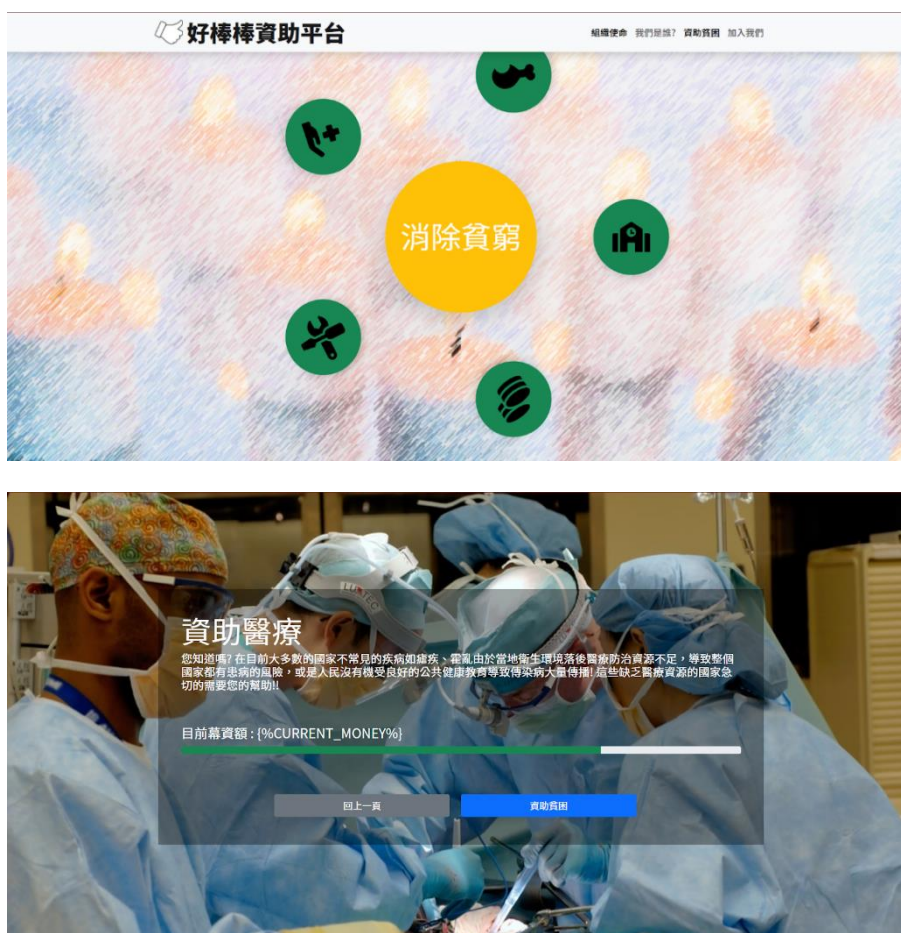 好棒棒資助平台
組織使命 我們是誰? 資助貧困 加入我們
消除貧窮
LUXTEC
資助醫療
您知道嗎? 在目前大多數的國家不常見的疾病如瘧疾、霍亂由於當地衛生環境落後醫療防治資源不足，導致整個
國家都有患病的風險，或是人民沒有機受良好的公共健康教育導致傳染病大量傳播! 這些缺乏醫療資源的國家急
切的需要您的幫助!!
目前募資額 : {%CURRENT_MONEY%}
回上一頁
資助貧困